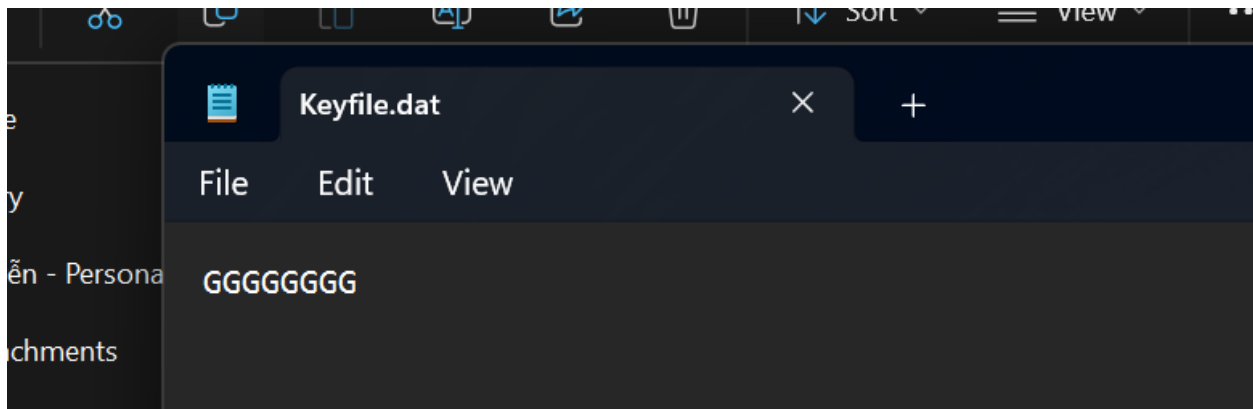 Sort
View
Keyfile.dat
File Edit View
ễn - Persona
chments
GGGGGGGG